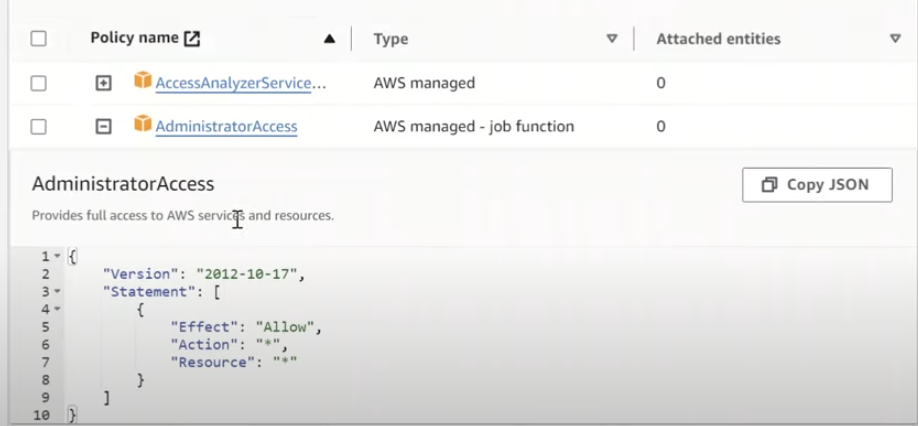 Policy name Type Attached entities
AccessAnalyzerService... AWS managed 0
AdministratorAccess AWS managed - job function 0
AdministratorAccess Copy JSON
Provides full access to AWS services and resources.
1 {
2 "Version": "2012-10-17",
3 "Statement": [
4 {
5 "Effect": "Allow",
6 "Action": "*",
7 "Resource": "*"
8 }
9 ]
10 }